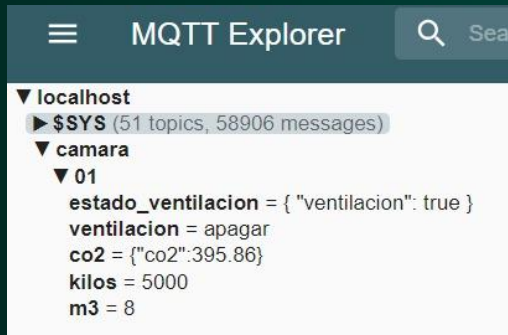 MQTT Explorer
Sea
localhost
$SYS (51 topics, 58906 messages)
camara
01
estado_ventilacion = { "ventilacion": true }
ventilacion = apagar
co2 = {"co2":395.86}
kilos = 5000
m3 = 8